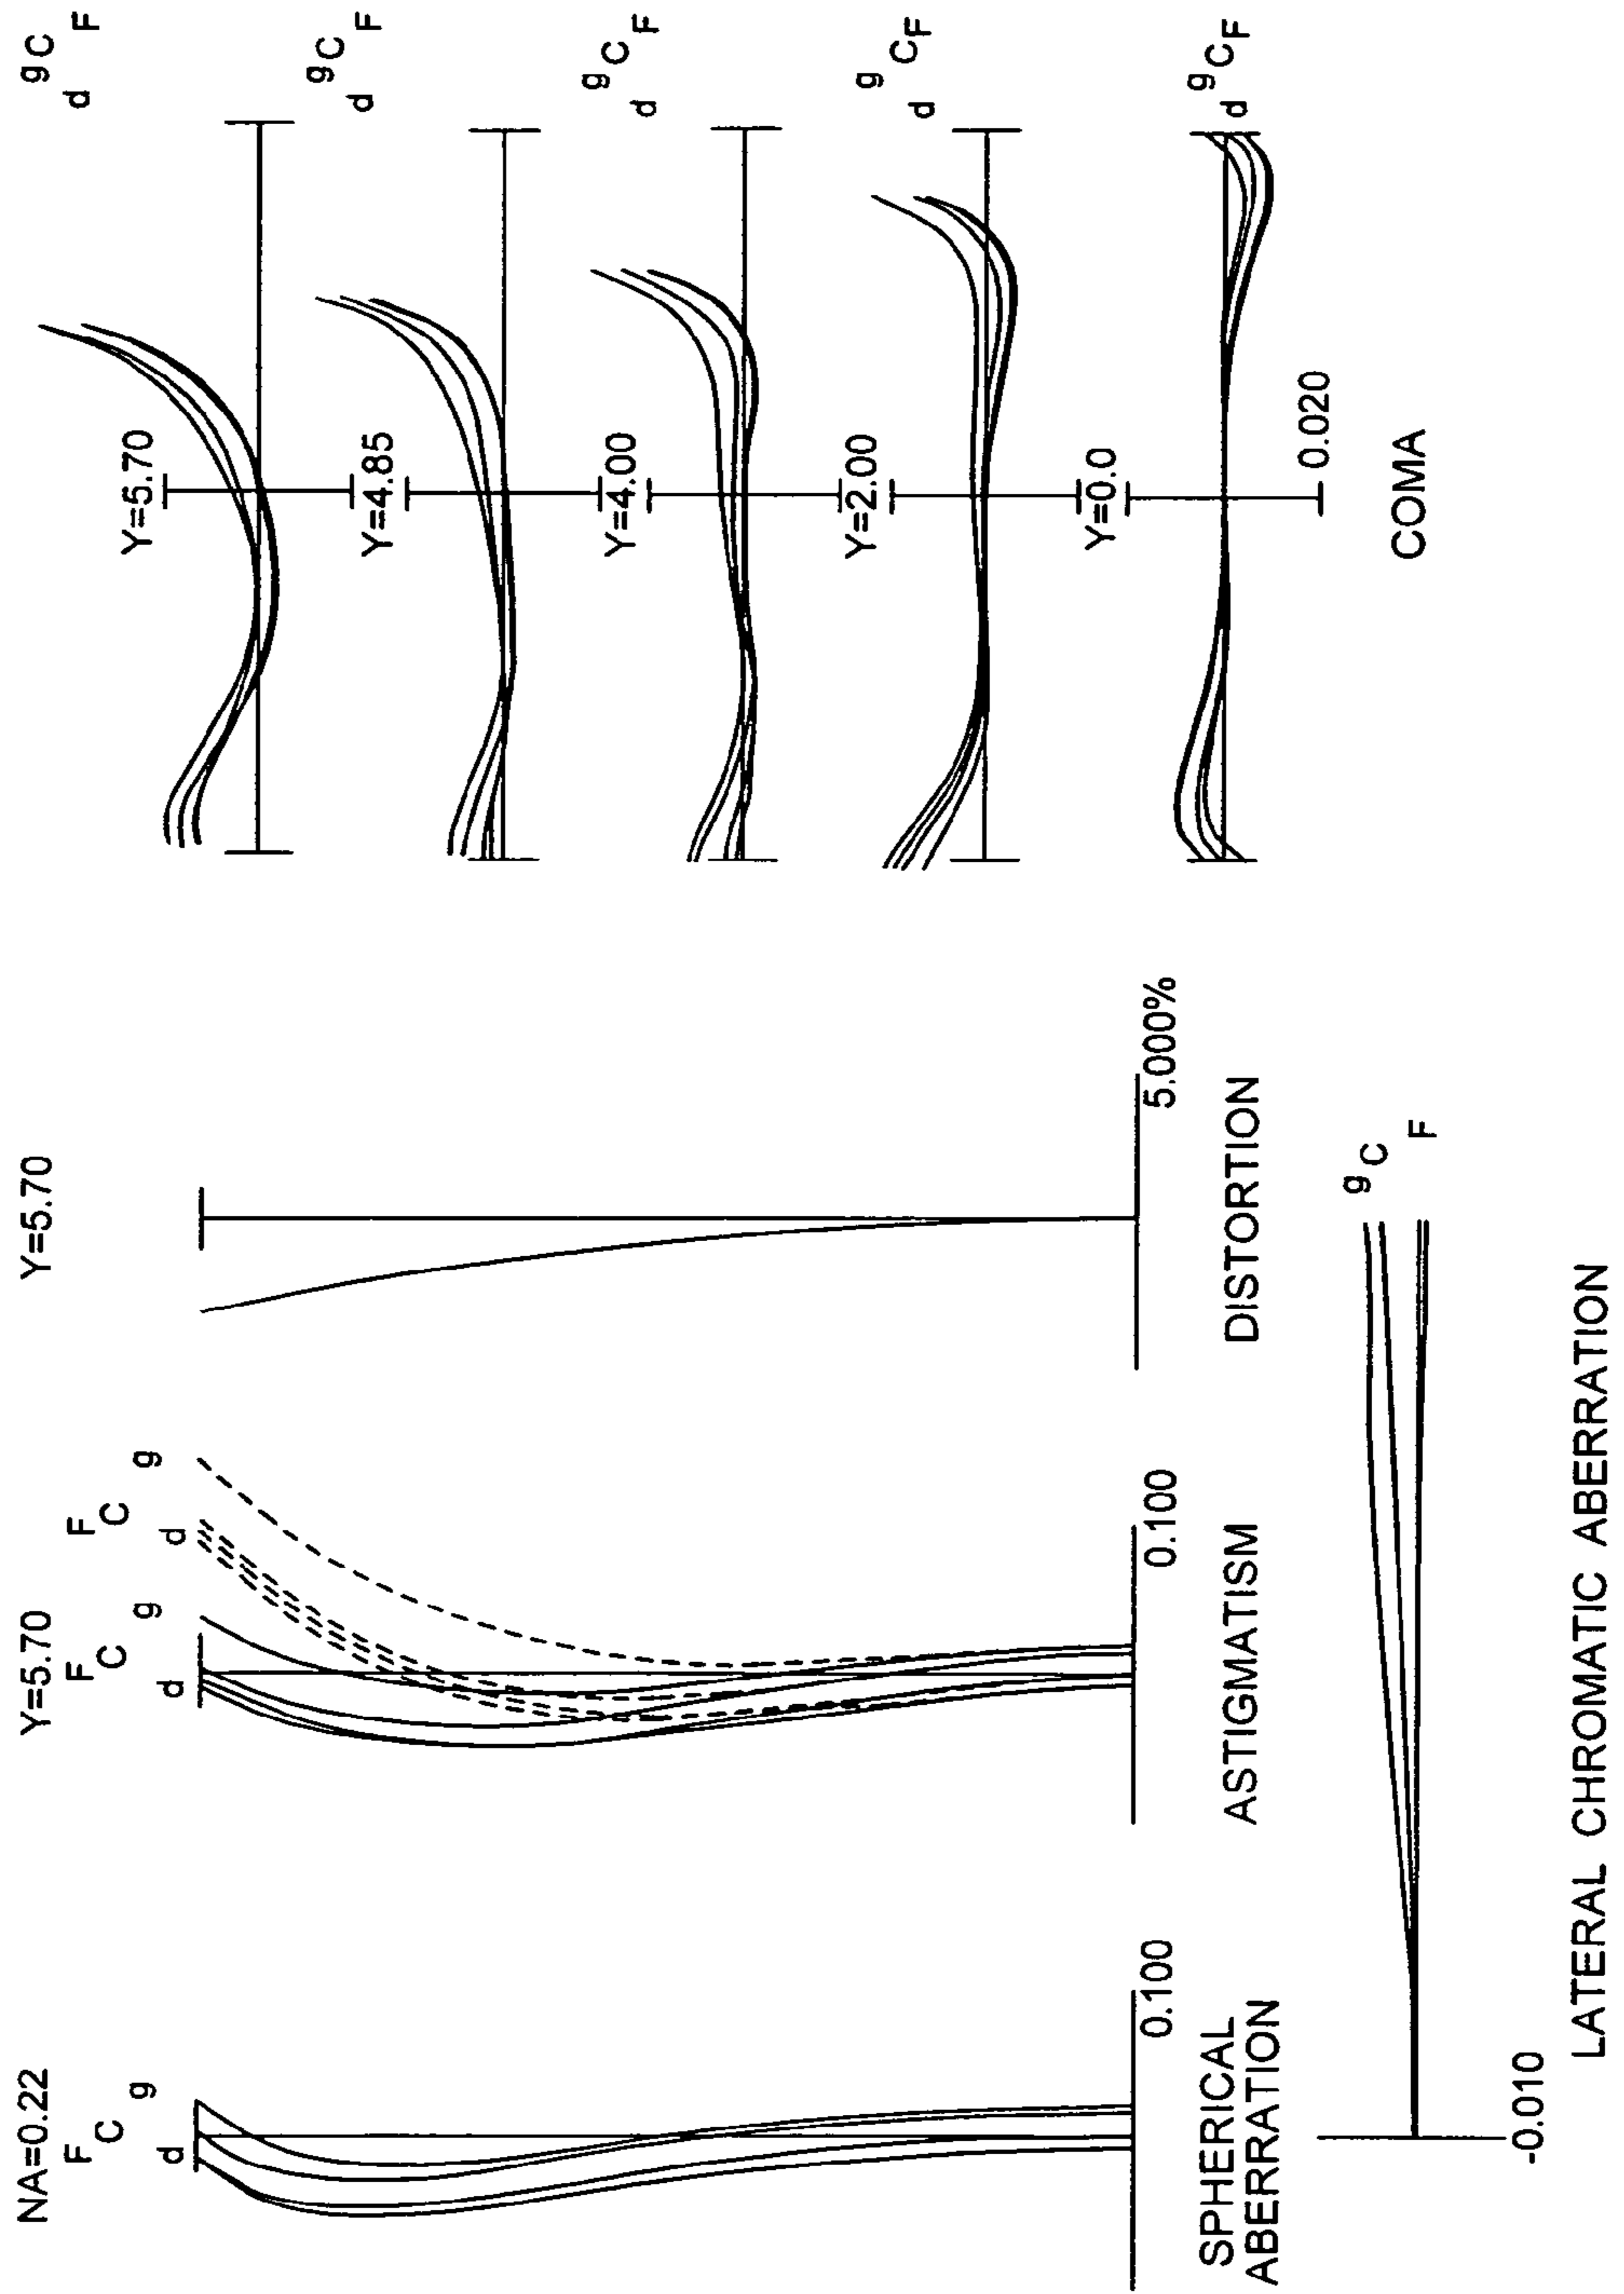 NA=0.22
F
C
d
g
0.100
SPHERICAL
ABERRATION
Y=5.70
F
C
d
g
F
C
d
g
0.100
ASTIGMATISM
Y=5.70
5.000%
DISTORTION
Y=5.70
g
C
d
F
Y=4.85
g
C
d
F
Y=4.00
g
C
d
F
Y=2.00
g
C
d
F
Y=0.0
g
C
d
F
0.020
COMA
g
C
F
-0.010
LATERAL CHROMATIC ABERRATION